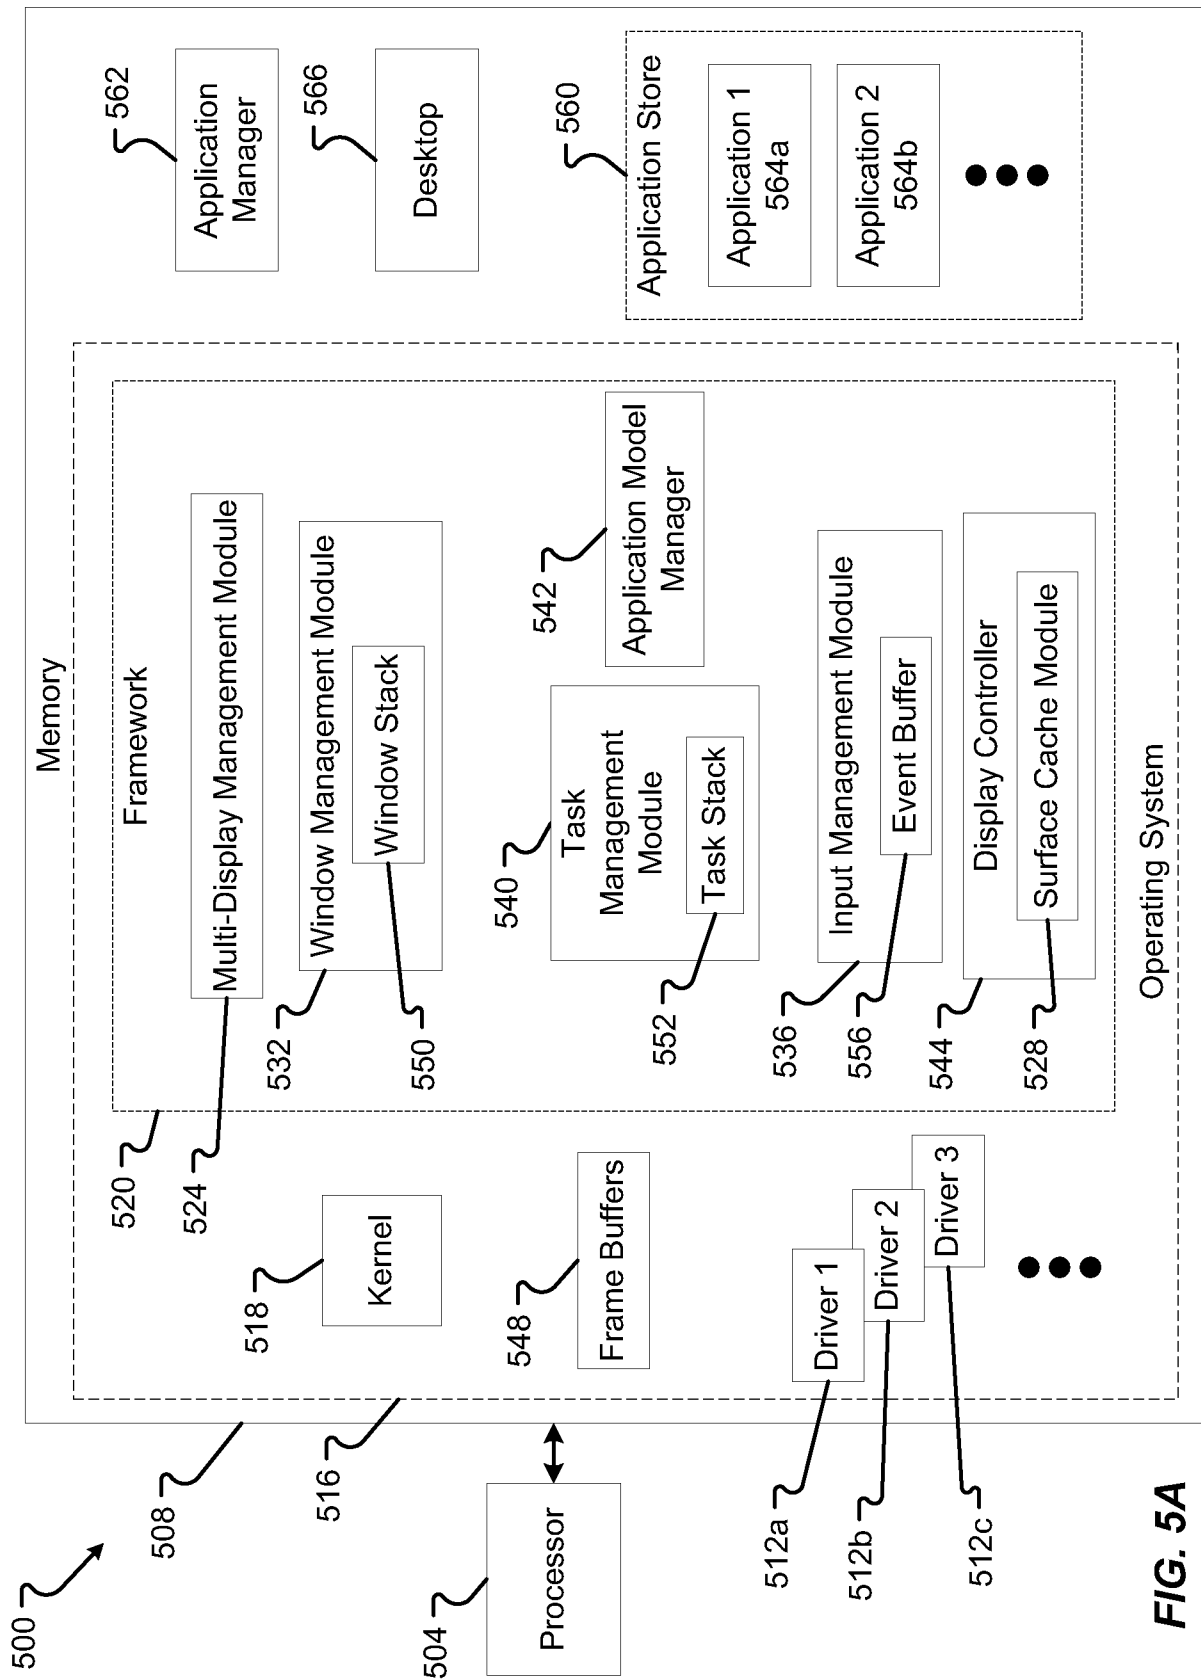 500
504
Processor
508
Memory
516
Operating System
518
Kernel
548
Frame Buffers
512a
Driver 1
512b
Driver 2
512c
Driver 3
520
Framework
524
Multi-Display Management Module
532
Window Management Module
550
Window Stack
540
Task
Management
Module
552
Task Stack
542
Application Model
Manager
536
Input Management Module
556
Event Buffer
544
Display Controller
528
Surface Cache Module
562
Application
Manager
566
Desktop
560
Application Store
Application 1
564a
Application 2
564b
FIG. 5A